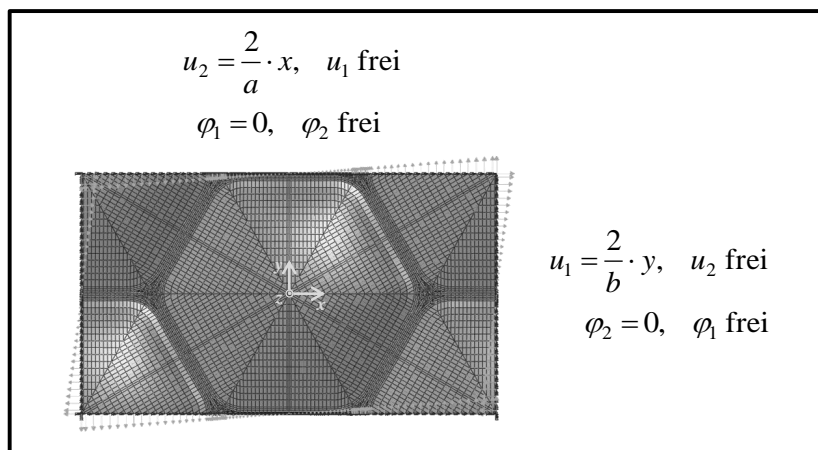 u₂ = 2/a · x, u₁ frei
φ₁ = 0, φ₂ frei
y
z x
u₁ = 2/b · y, u₂ frei
φ₂ = 0, φ₁ frei